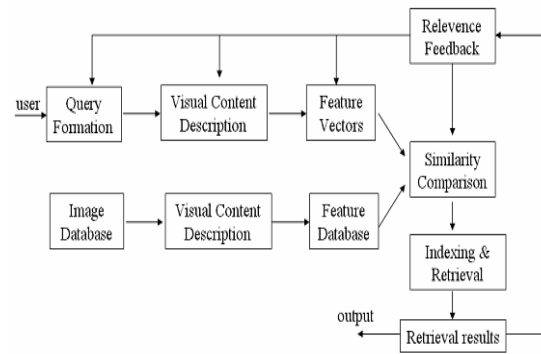 Relevence
Feedback
user
Query
Formation
Visual Content
Description
Feature
Vectors
Similarity
Comparison
Image
Database
Visual Content
Description
Feature
Database
Indexing &
Retrieval
output
Retrieval results